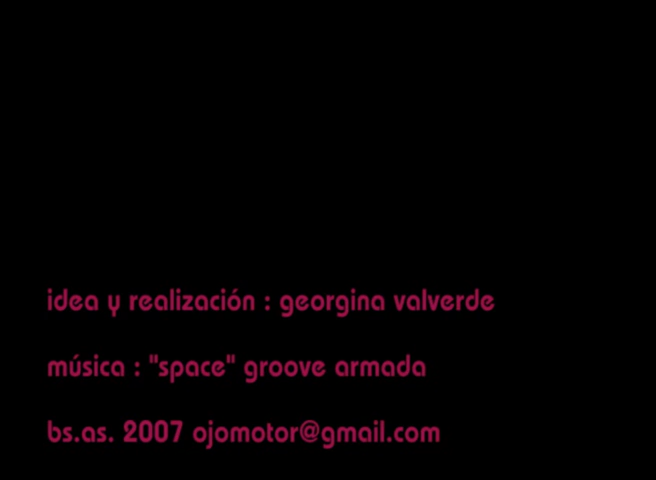 idea y realización : georgina valverde
música : "space" groove armada
bs.as. 2007 ojomotor@gmail.com